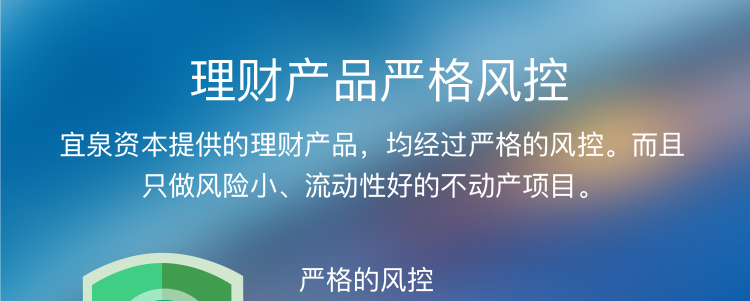 理财产品严格风控
宜泉资本提供的理财产品，均经过严格的风控。而且
只做风险小、流动性好的不动产项目。
严格的风控